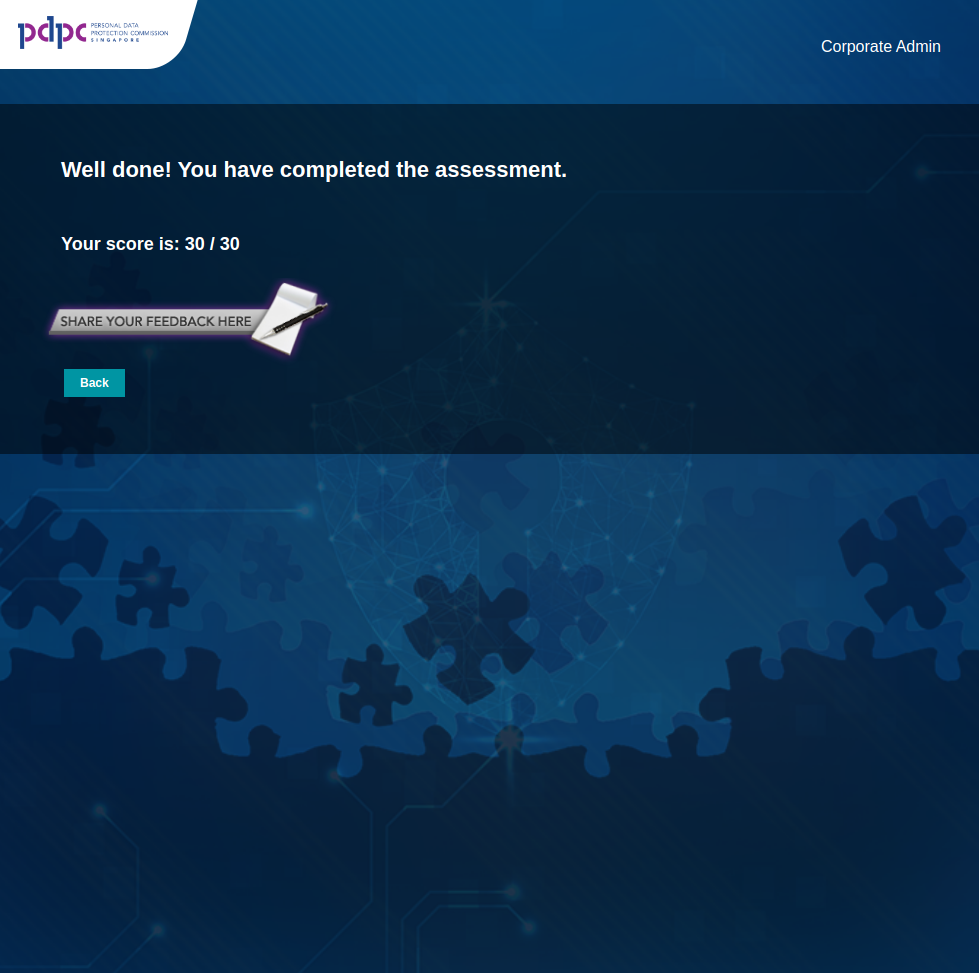 pdpc PERSONAL DATA
PROTECTION COMMISSION
SINGAPORE
Corporate Admin
Well done! You have completed the assessment.
Your score is: 30 / 30
SHARE YOUR FEEDBACK HERE
Back